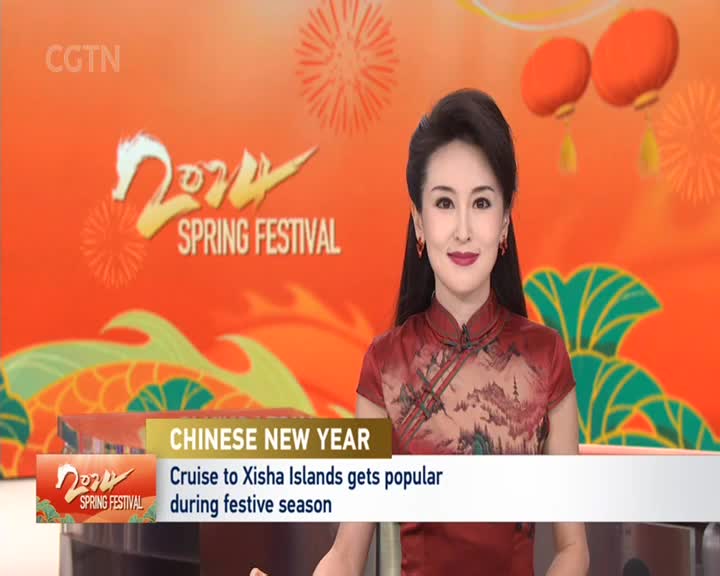 CGTN
2024
SPRING FESTIVAL
CHINESE NEW YEAR
Cruise to Xisha Islands gets popular
during festive season
2024
SPRING FESTIVAL